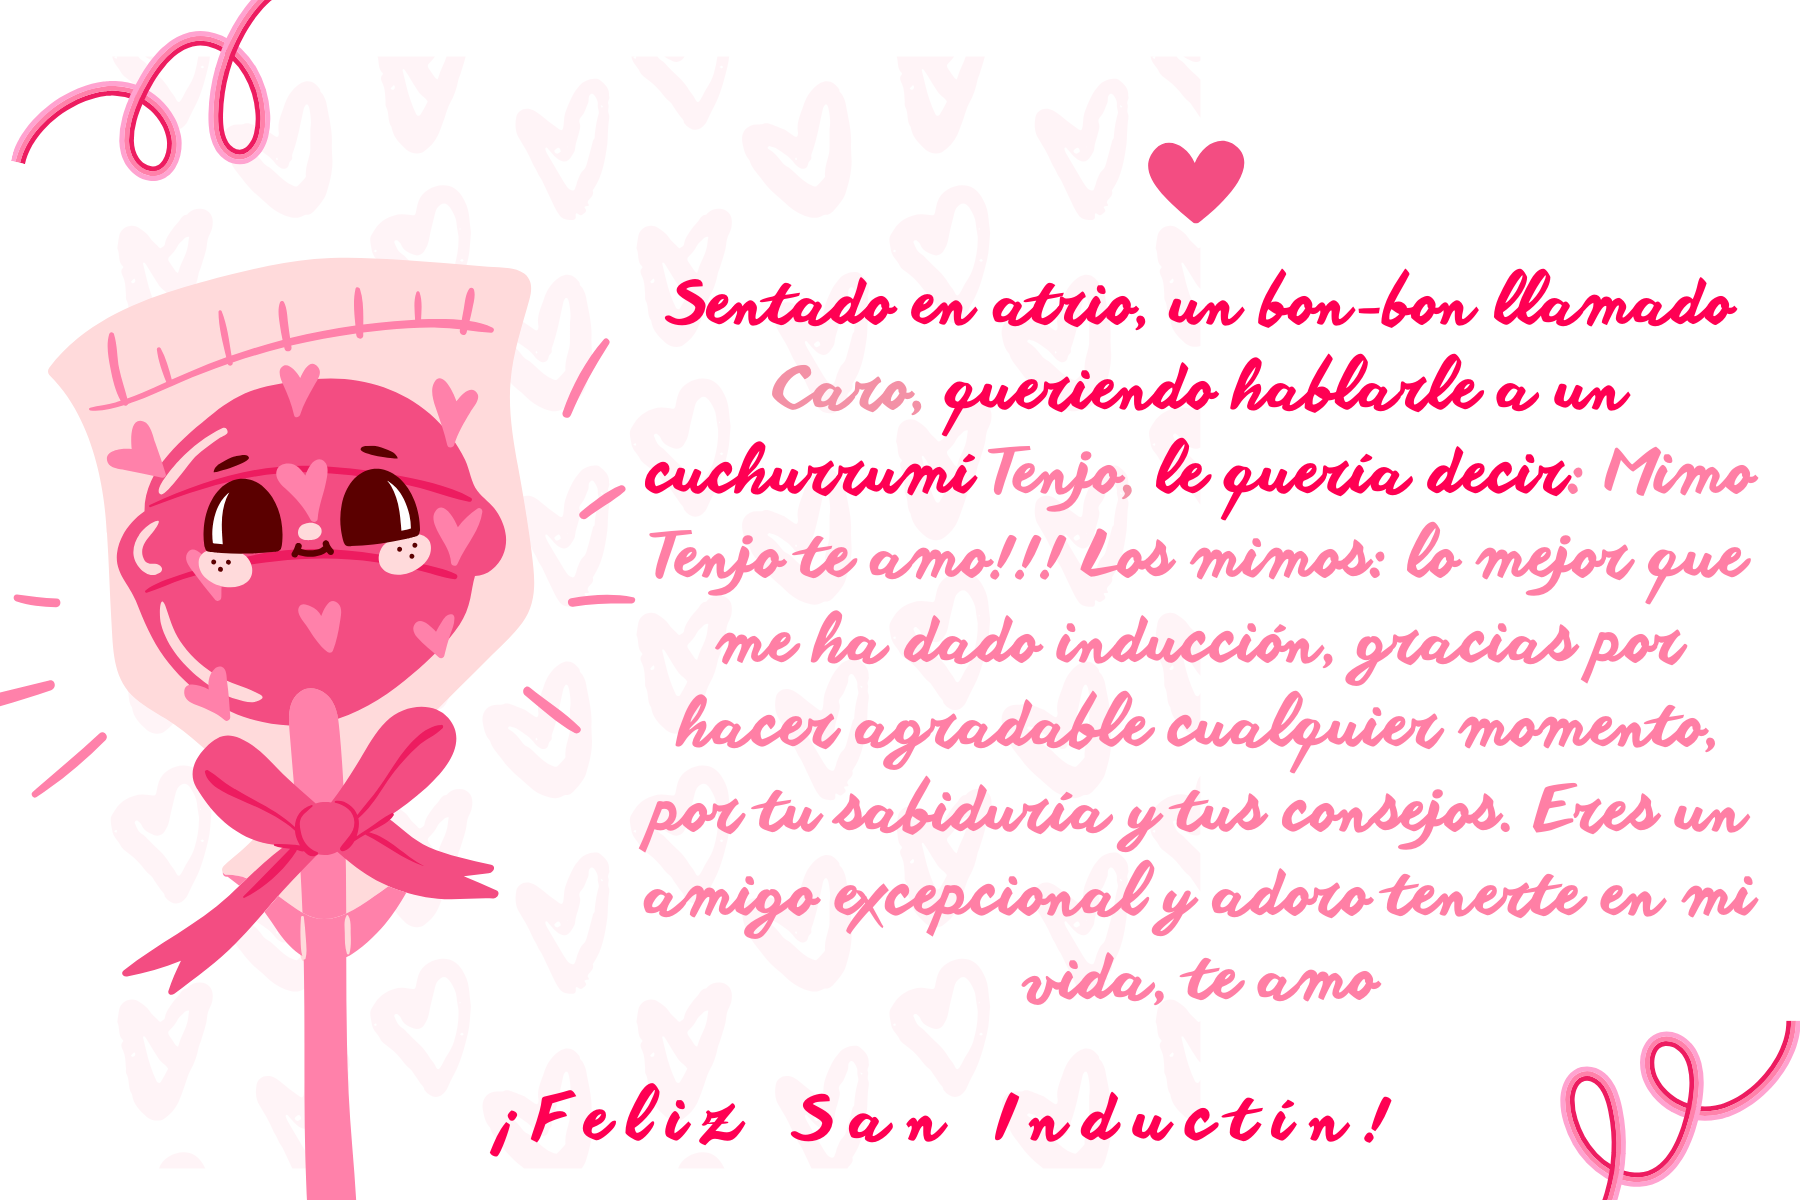 Sentado en atrio, un bon-bon llamado
Caro, queriendo hablarle a un
cuchurrumí Tenjo, le quería decir: Mimo
Tenjo te amo!!! Los mimos: lo mejor que
me ha dado inducción, gracias por
hacer agradable cualquier momento,
por tu sabiduría y tus consejos. Eres un
amigo excepcional y adoro tenerte en mi
vida, te amo
¡Feliz San Inductín!